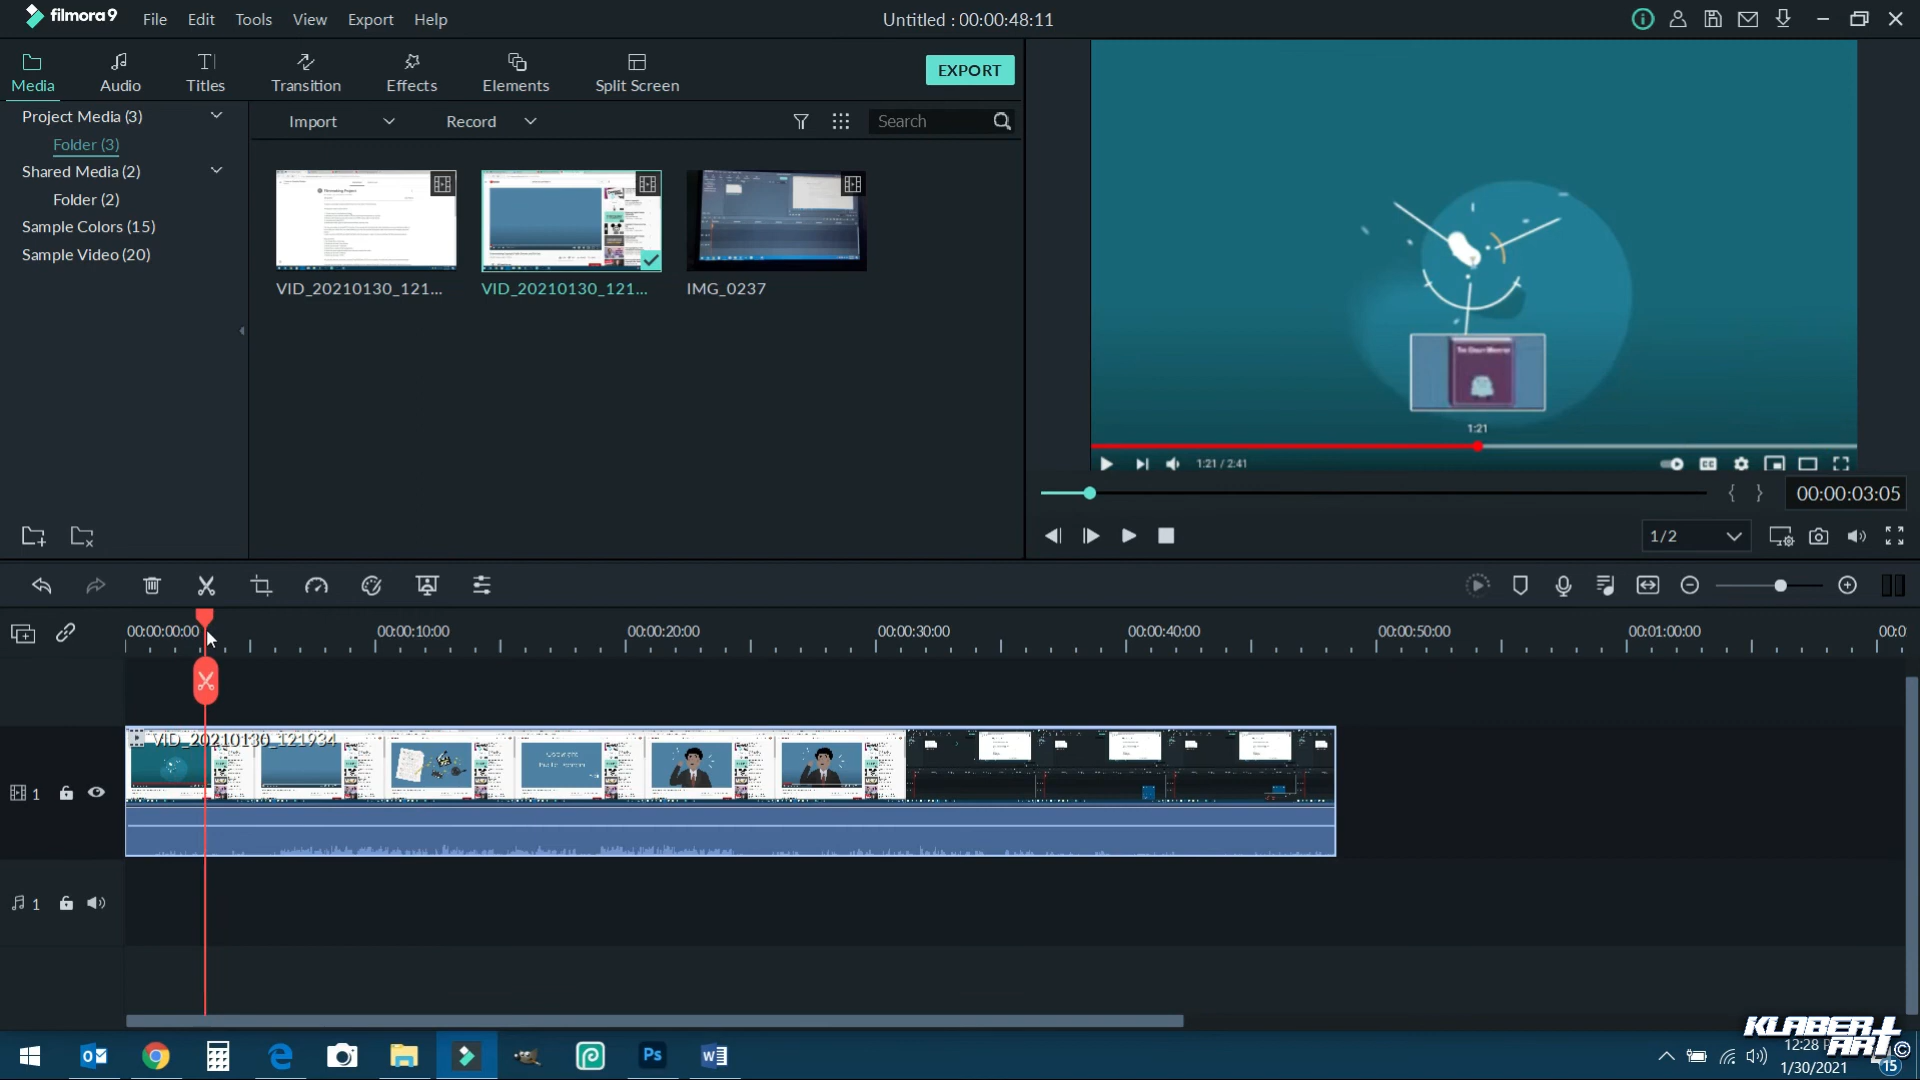 filmora9 File Edit Tools View Export Help Untitled : 00:00:48:11
Media Audio Titles Transition Effects Elements Split Screen EXPORT
Project Media (3) Import Record Search
Folder (3)
Shared Media (2)
Folder (2)
Sample Colors (15)
Sample Video (20)
VID_20210130_121... VID_20210130_121... IMG_0237
1:21
1:21 / 2:41
CC
00:00:03:05
1/2
00:00:00:00 00:00:10:00 00:00:20:00 00:00:30:00 00:00:40:00 00:00:50:00 00:01:00:00 00:0
VID_20210130_121934
1
1
Ps
KLABER ART ©
12:28
1/30/2021
15